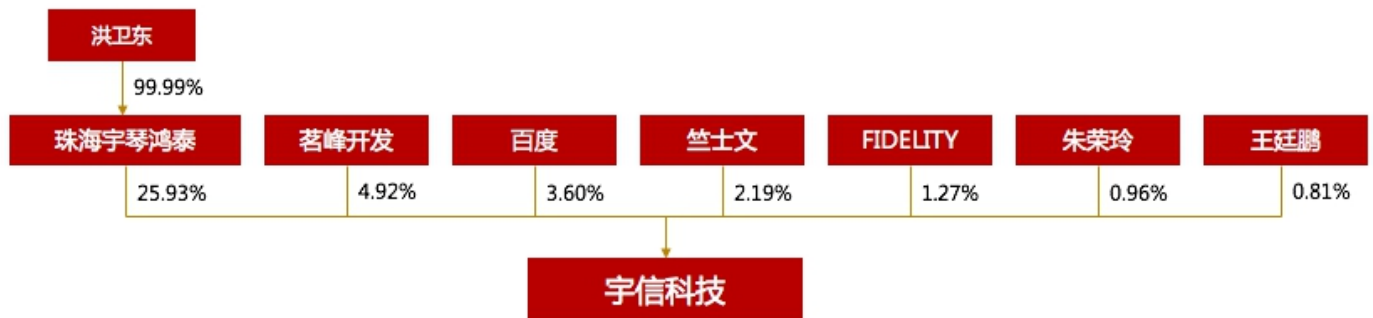 洪卫东
99.99%
珠海宇琴鸿泰 茗峰开发 百度 竺士文 FIDELITY 朱荣玲 王廷鹏
25.93% 4.92% 3.60% 2.19% 1.27% 0.96% 0.81%
宇信科技